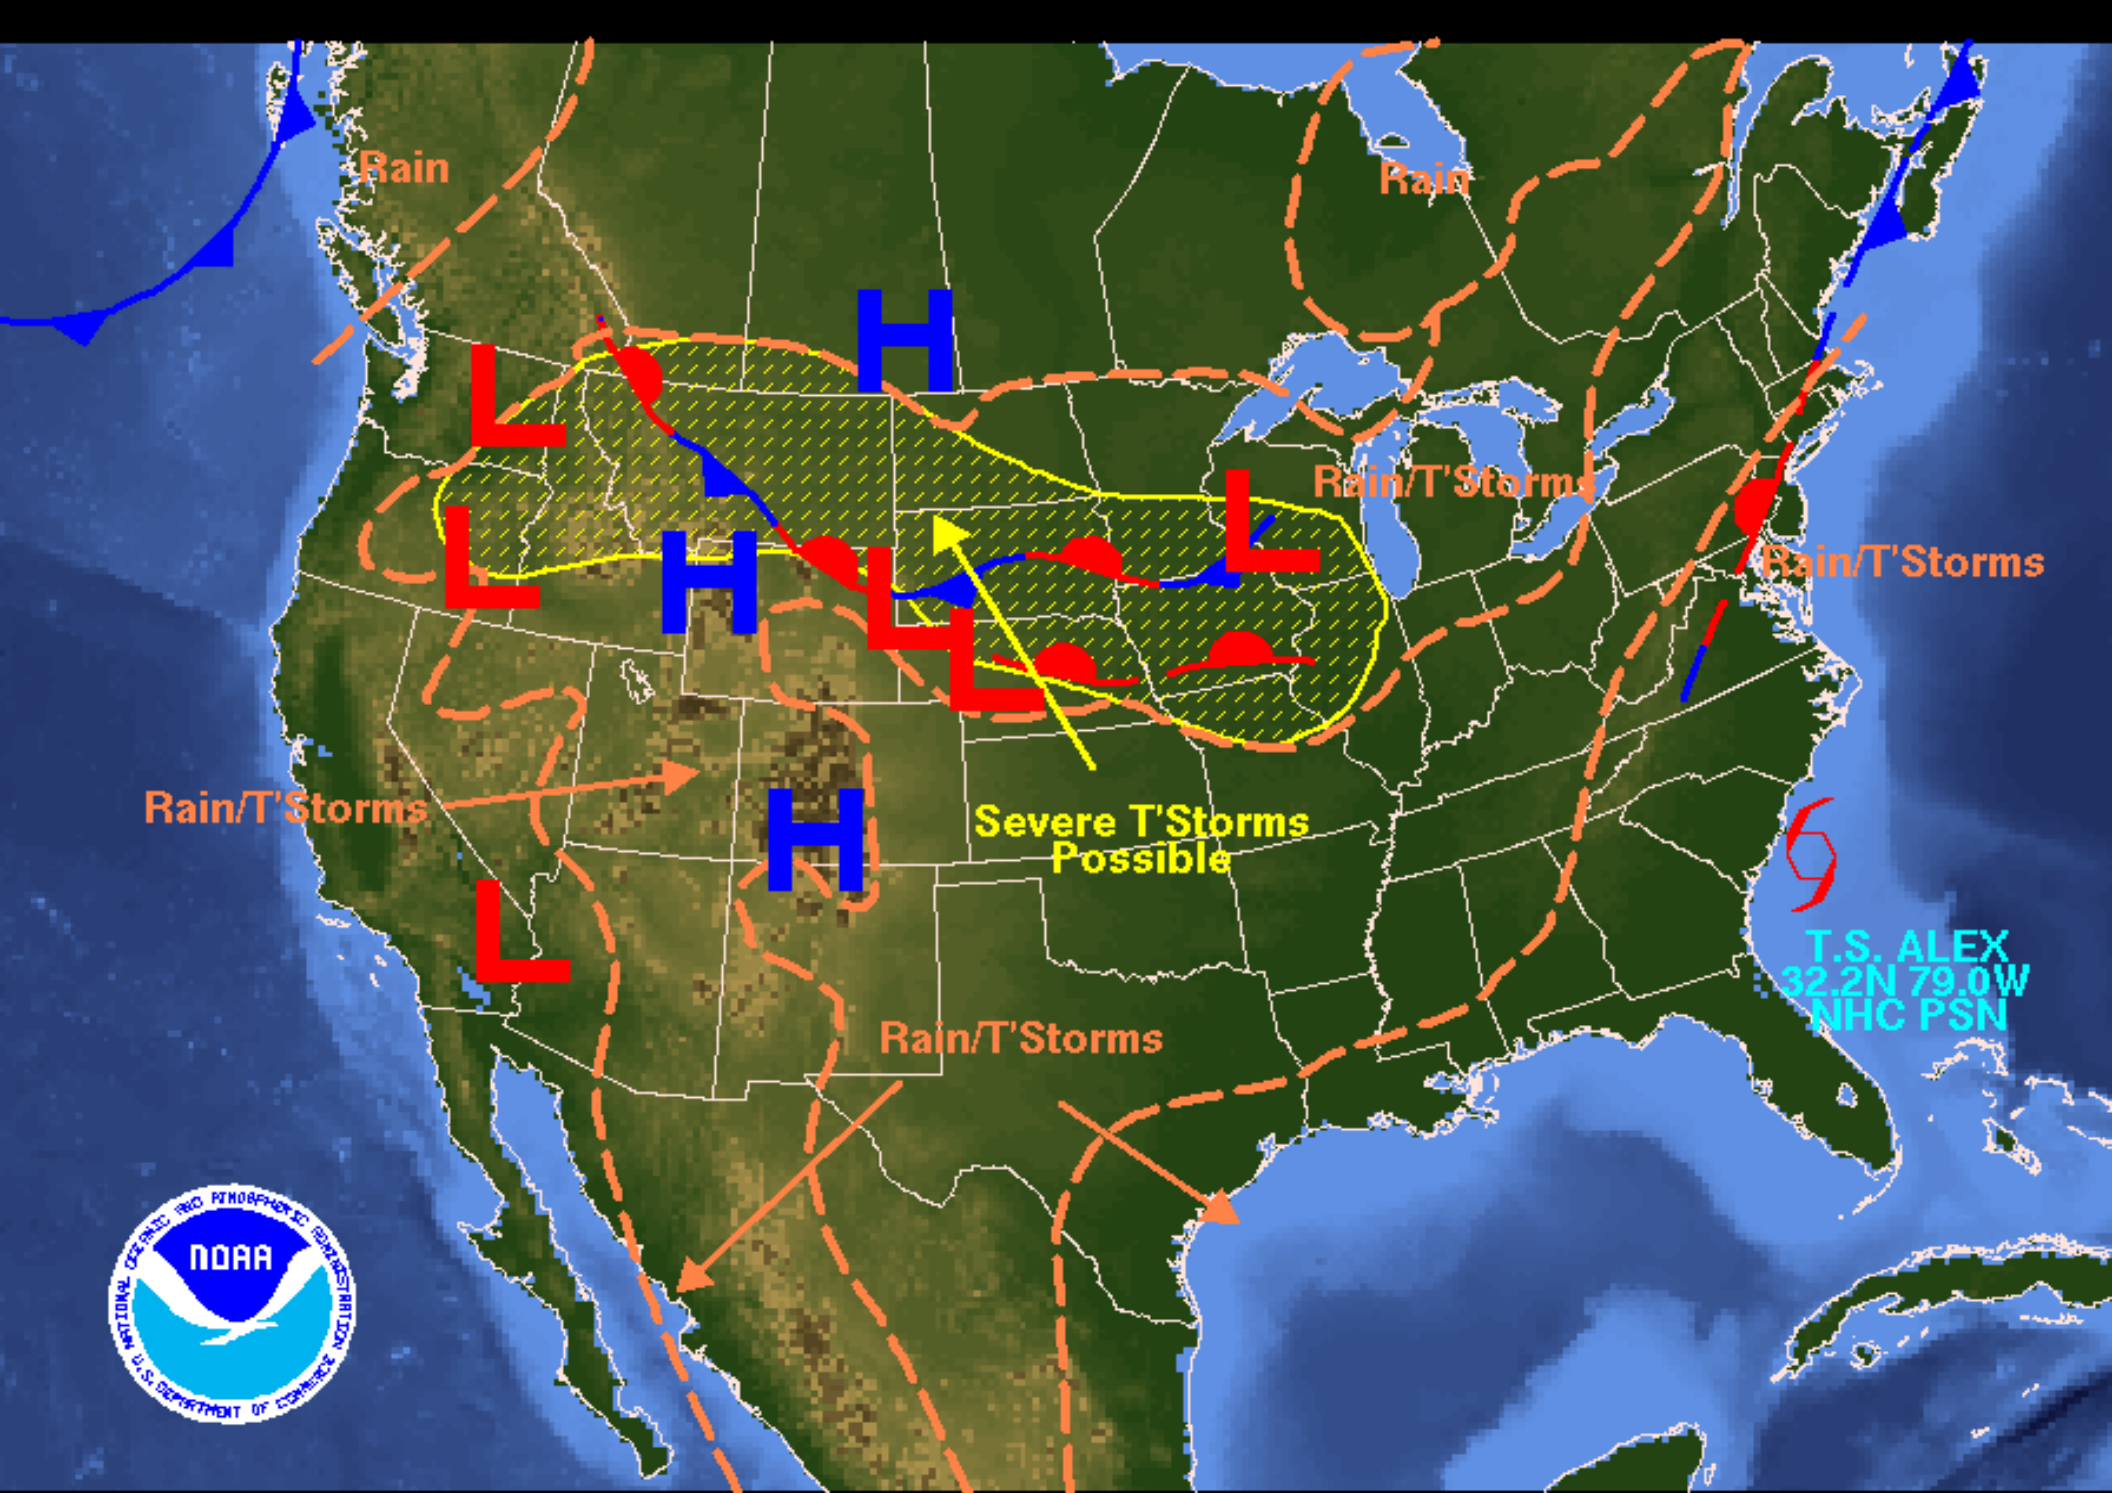 Rain
Rain
H
L
Rain/T'Storms
L
L
H
L
Rain/T'Storms
L
Rain/T'Storms
H
Severe T'Storms
Possible
L
T.S. ALEX
32.2N 79.0W
NHC PSN
Rain/T'Storms
NATIONAL OCEANIC AND ATMOSPHERIC ADMINISTRATION
NOAA
U.S. DEPARTMENT OF COMMERCE